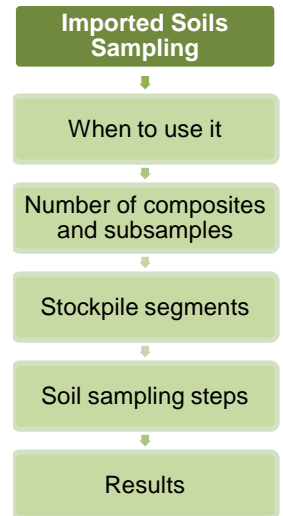 Imported Soils
Sampling
When to use it
Number of composites
and subsamples
Stockpile segments
Soil sampling steps
Results